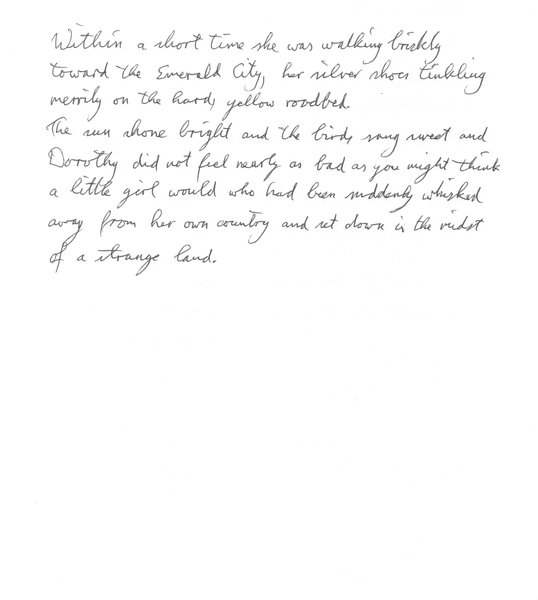 Within a short time she was walking briskly
toward the Emerald City, her silver shoes tinkling
merrily on the hard, yellow roadbed.
The sun shone bright and the birds sang sweet and
Dorothy did not feel nearly as bad as you might think
a little girl would who had been suddenly whisked
away from her own country and set down in the midst
of a strange land.